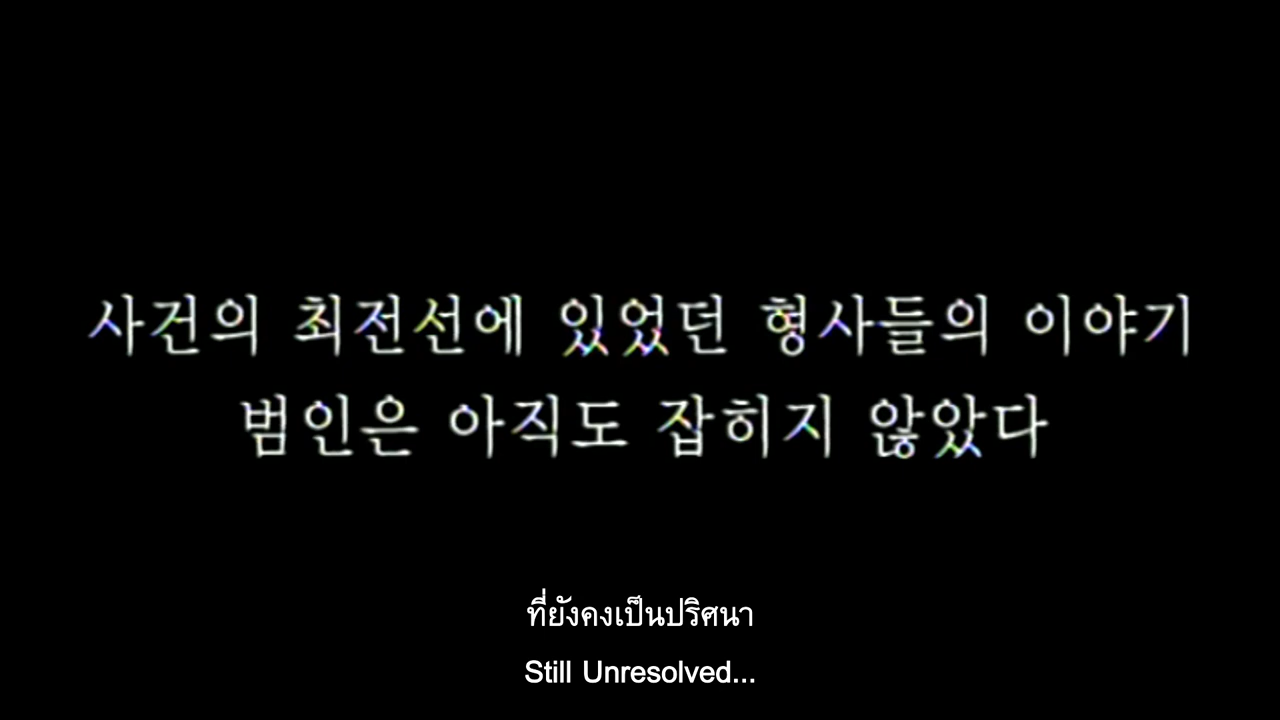 사건의 최전선에 있었던 형사들의 이야기
범인은 아직도 잡히지 않았다
ที่ยังคงเป็นปริศนา
Still Unresolved...